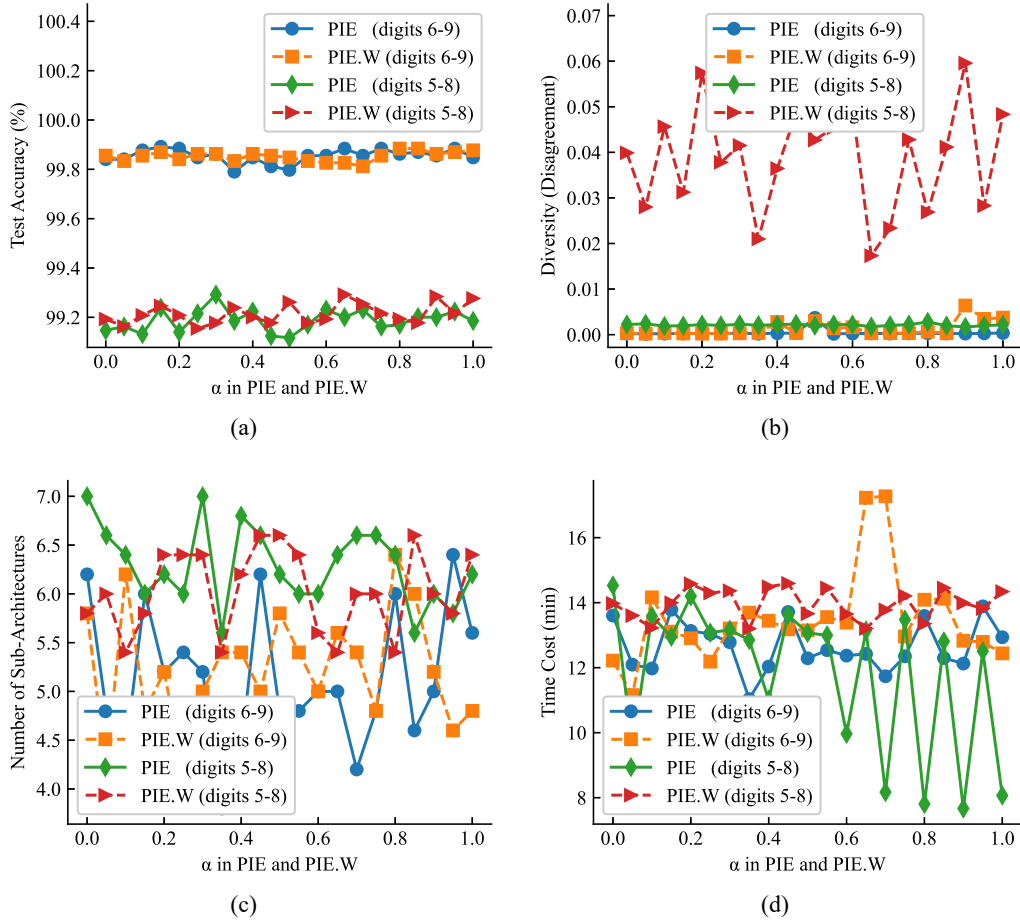 100.4
100.2
100.0
99.8
99.6
99.4
99.2
Test Accuracy (%)
PIE (digits 6-9)
PIE.W (digits 6-9)
PIE (digits 5-8)
PIE.W (digits 5-8)
0.0 0.2 0.4 0.6 0.8 1.0
α in PIE and PIE.W
(a)
0.07
0.06
0.05
0.04
0.03
0.02
0.01
0.00
Diversity (Disagreement)
PIE (digits 6-9)
PIE.W (digits 6-9)
PIE (digits 5-8)
PIE.W (digits 5-8)
0.0 0.2 0.4 0.6 0.8 1.0
α in PIE and PIE.W
(b)
7.0
6.5
6.0
5.5
5.0
4.5
4.0
Number of Sub-Architectures
PIE (digits 6-9)
PIE.W (digits 6-9)
PIE (digits 5-8)
PIE.W (digits 5-8)
0.0 0.2 0.4 0.6 0.8 1.0
α in PIE and PIE.W
(c)
16
14
12
10
8
Time Cost (min)
PIE (digits 6-9)
PIE.W (digits 6-9)
PIE (digits 5-8)
PIE.W (digits 5-8)
0.0 0.2 0.4 0.6 0.8 1.0
α in PIE and PIE.W
(d)